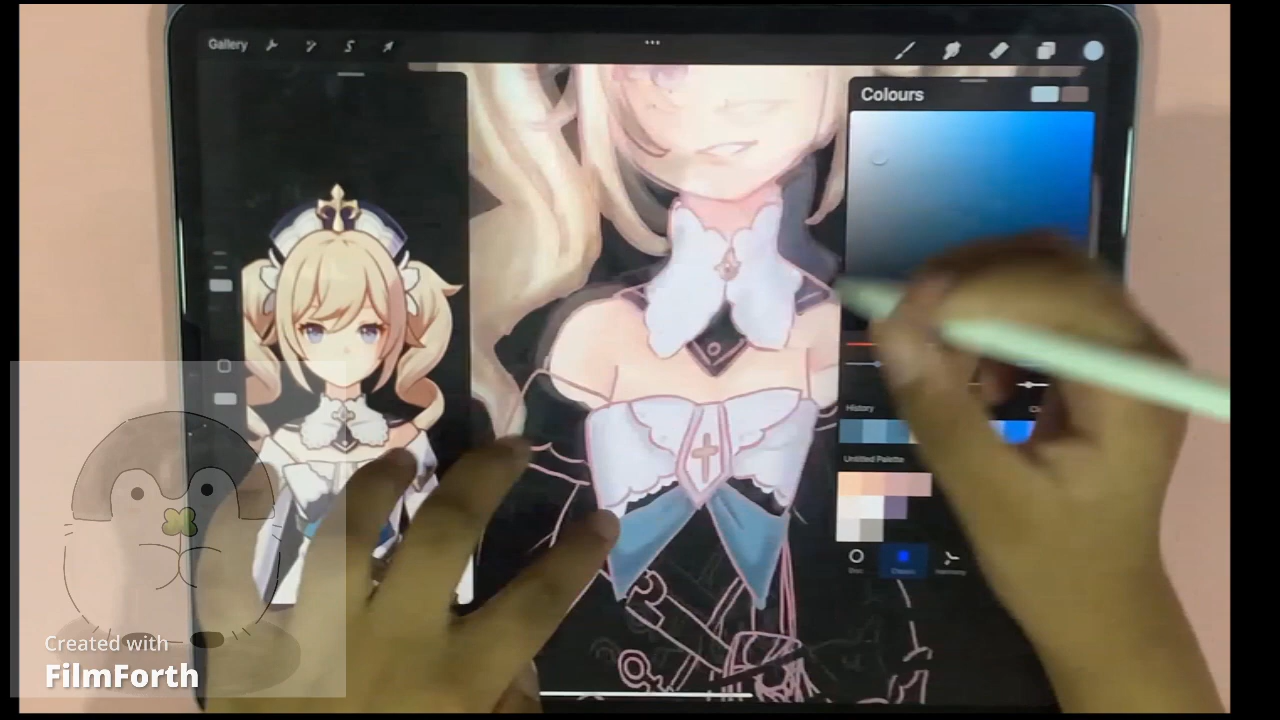 Gallery
Colours
History
Untitled Palette
Created with
FilmForth